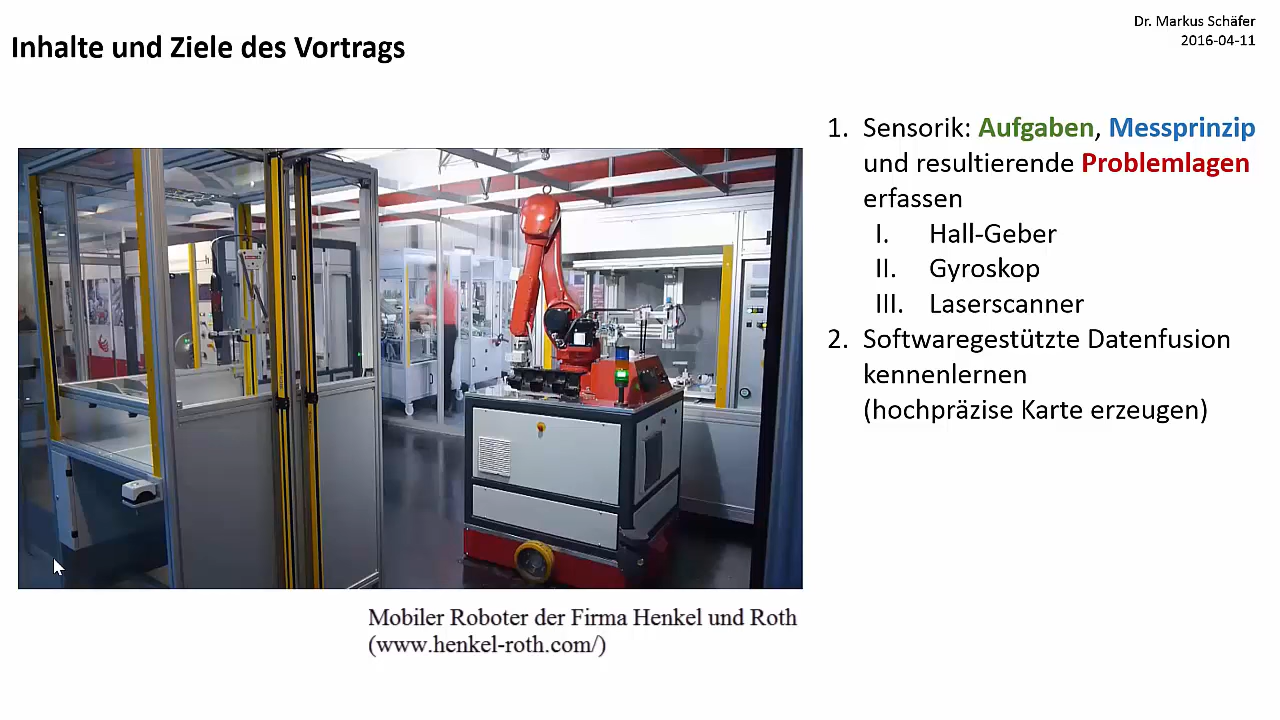 Inhalte und Ziele des Vortrags
Dr. Markus Schäfer
2016-04-11
1. Sensorik: Aufgaben, Messprinzip
und resultierende Problemlagen
erfassen
I. Hall-Geber
II. Gyroskop
III. Laserscanner
2. Softwaregestützte Datenfusion
kennenlernen
(hochpräzise Karte erzeugen)
Mobiler Roboter der Firma Henkel und Roth
(www.henkel-roth.com/)